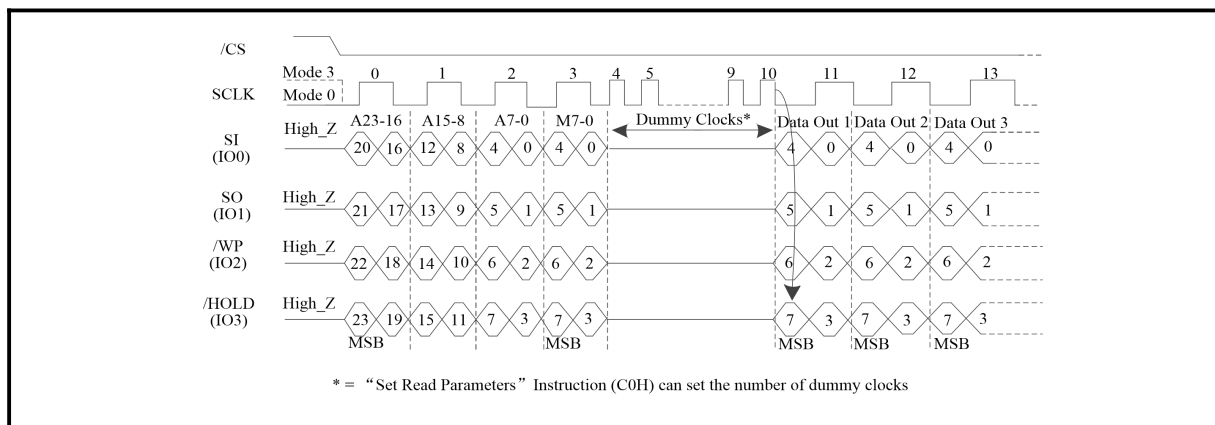 /CS
Mode 3 0 1 2 3 4 5 9 10 11 12 13
SCLK Mode 0
A23-16 A15-8 A7-0 M7-0 Dummy Clocks* Data Out 1 Data Out 2 Data Out 3
SI High_Z
(IO0) 20 16 12 8 4 0 4 0 4 0 4 0 4 0
SO High_Z
(IO1) 21 17 13 9 5 1 5 1 5 1 5 1 5 1
/WP High_Z
(IO2) 22 18 14 10 6 2 6 2 6 2 6 2 6 2
/HOLD High_Z
(IO3) 23 19 15 11 7 3 7 3 7 3 7 3 7 3
MSB MSB MSB MSB MSB
* = “Set Read Parameters” Instruction (C0H) can set the number of dummy clocks